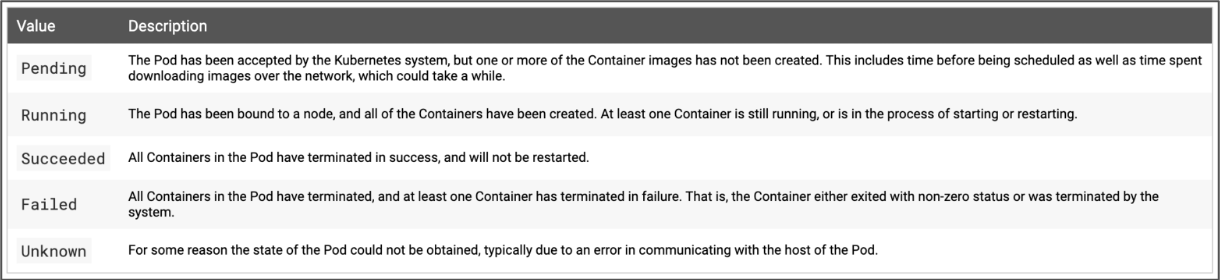 Value Description
Pending The Pod has been accepted by the Kubernetes system, but one or more of the Container images has not been created. This includes time before being scheduled as well as time spent
downloading images over the network, which could take a while.
Running The Pod has been bound to a node, and all of the Containers have been created. At least one Container is still running, or is in the process of starting or restarting.
Succeeded All Containers in the Pod have terminated in success, and will not be restarted.
Failed All Containers in the Pod have terminated, and at least one Container has terminated in failure. That is, the Container either exited with non-zero status or was terminated by the
system.
Unknown For some reason the state of the Pod could not be obtained, typically due to an error in communicating with the host of the Pod.